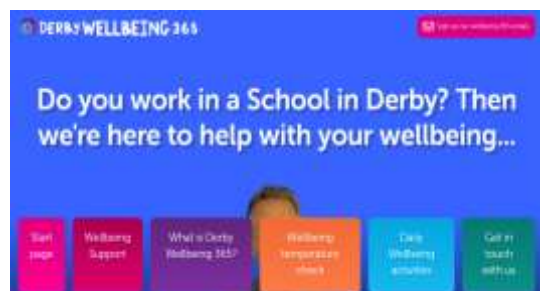 DERBY WELLBEING 365
Do you work in a School in Derby? Then
we're here to help with your wellbeing...
Start
page
Wellbeing
Support
What is Derby
Wellbeing 365?
Wellbeing
temperature
check
Daily
Wellbeing
activities
Get in
touch
with us